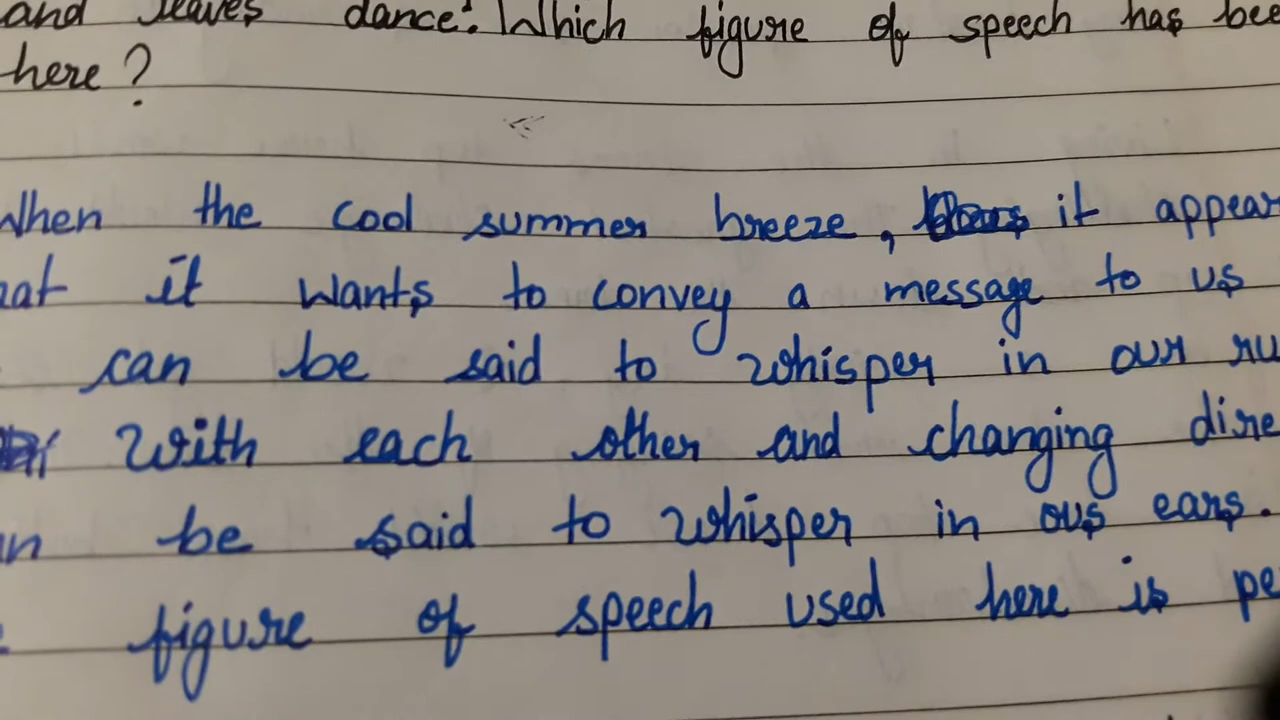 and leaves dance'. Which figure of speech has bee
here?
When the cool summer breeze, it appear
it wants to convey a message to us
can be said to whisper in our ru
with each other and changing dire
be said to whisper in ous ears.
figure of speech used here is pe